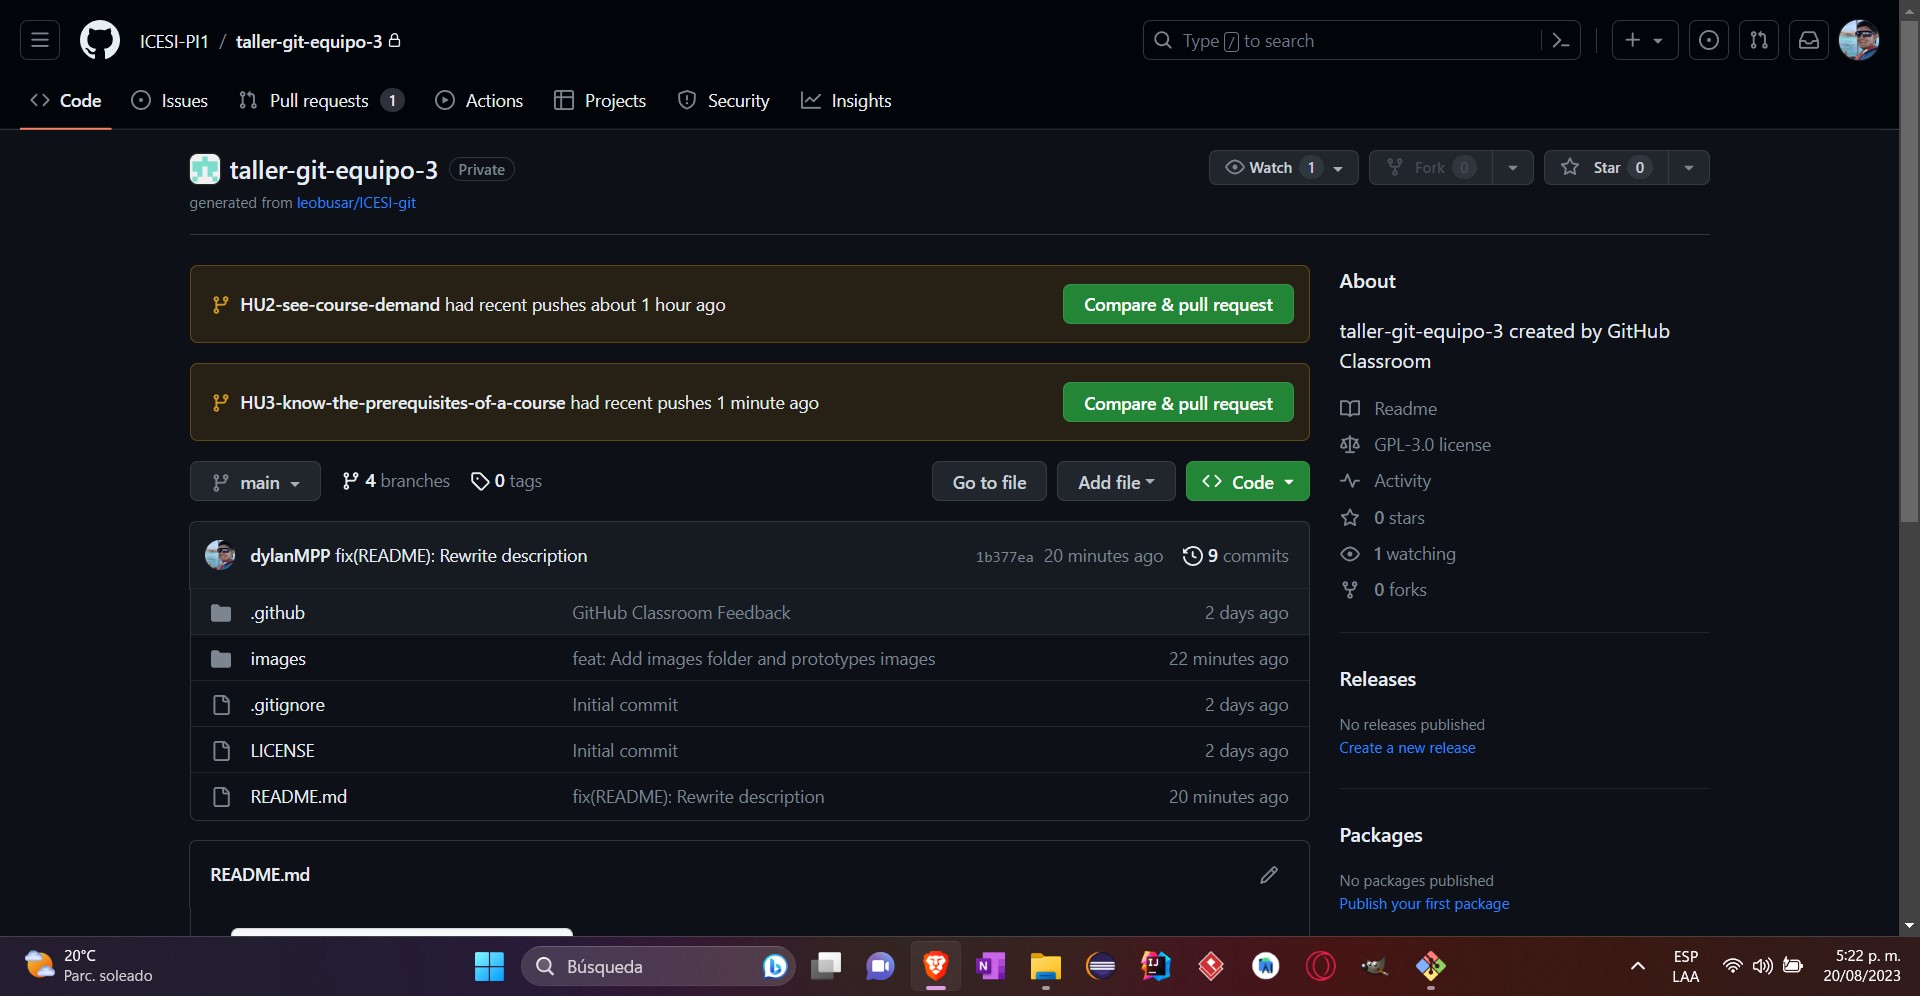 ICESI-PI1 / taller-git-equipo-3
Type / to search
Code Issues Pull requests 1 Actions Projects Security Insights
taller-git-equipo-3 Private
Watch 1 Fork 0 Star 0
generated from leobusar/ICESI-git
HU2-see-course-demand had recent pushes about 1 hour ago
Compare & pull request
HU3-know-the-prerequisites-of-a-course had recent pushes 1 minute ago
Compare & pull request
main 4 branches 0 tags Go to file Add file Code
dylanMPP fix(README): Rewrite description 1b377ea 20 minutes ago 9 commits
.github GitHub Classroom Feedback 2 days ago
images feat: Add images folder and prototypes images 22 minutes ago
.gitignore Initial commit 2 days ago
LICENSE Initial commit 2 days ago
README.md fix(README): Rewrite description 20 minutes ago
README.md
About
taller-git-equipo-3 created by GitHub
Classroom
Readme
GPL-3.0 license
Activity
0 stars
1 watching
0 forks
Releases
No releases published
Create a new release
Packages
No packages published
Publish your first package
20°C
Parc. soleado
Búsqueda
ESP
LAA
5:22 p. m.
20/08/2023